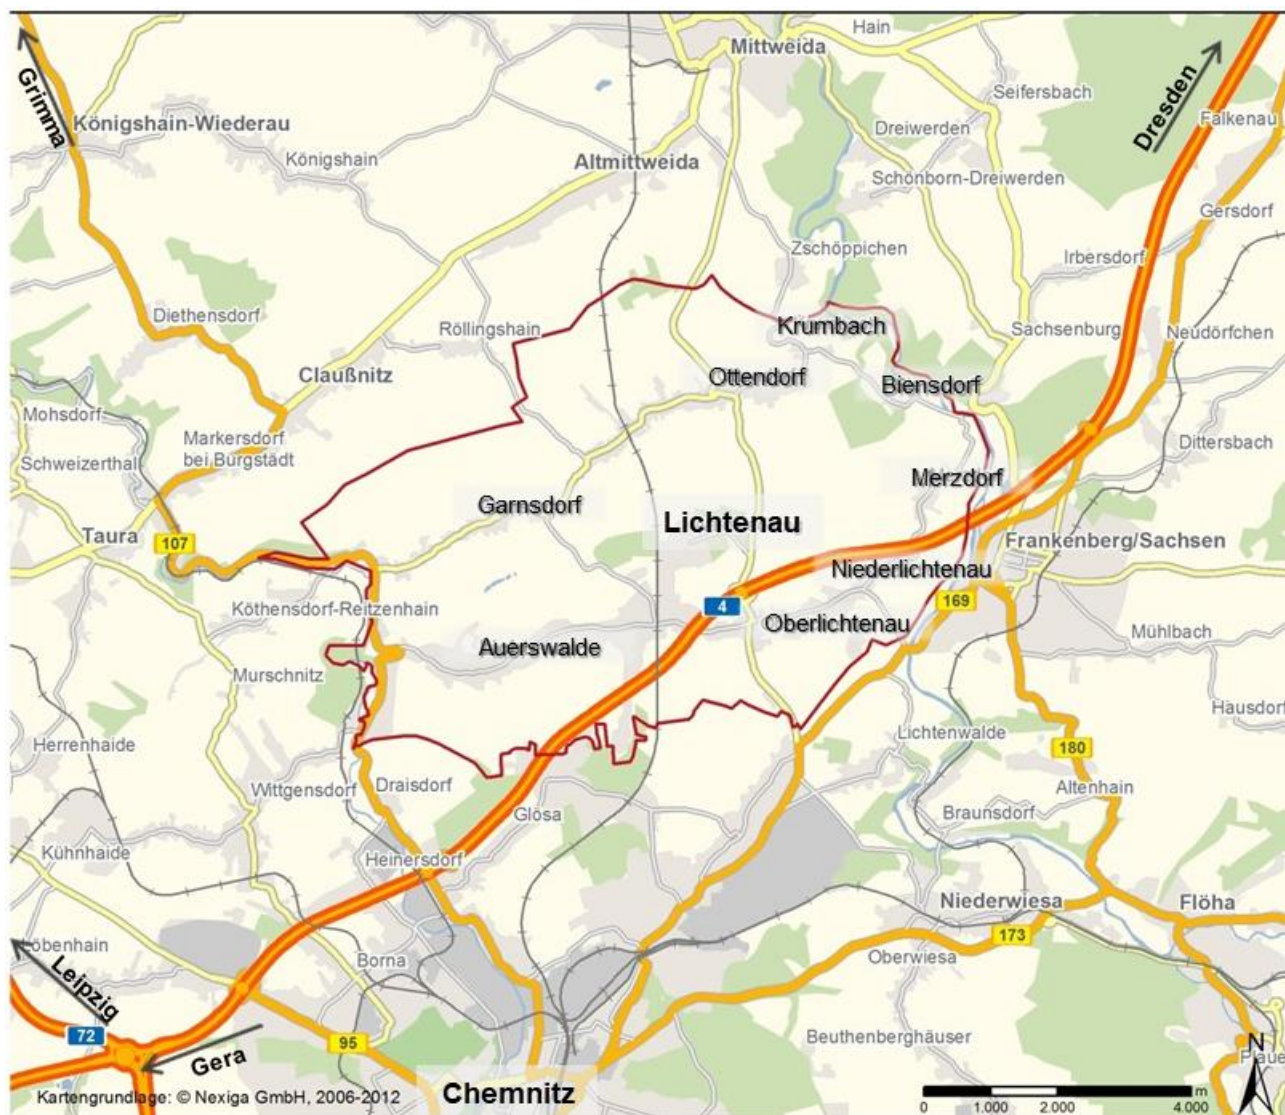 Hain
Mittweida
Grimma
Dresden
Seifersbach
Königshain-Wiederau
Falkenau
Dreiwerden
Königshain
Altmittweida
Schönborn-Dreiwerden
Gersdorf
Zschöppichen
Irbersdorf
Diethensdorf
Röllingshain
Krumbach
Sachsenburg
Neudörfchen
Claußnitz
Ottendorf
Biensdorf
Mohsdorf
Markersdorf
bei Burgstädt
Dittersbach
Schweizerthal
Merzdorf
Garnsdorf
Lichtenau
Taura
107
Frankenberg/Sachsen
Niederlichtenau
169
4
Köthensdorf-Reitzenhain
Oberlichtenau
Mühlbach
Auerswalde
Murschnitz
Hausdorf
Lichtenwalde
Herrenhaide
180
Wittgensdorf
Draisdorf
Altenhain
Glösa
Braunsdorf
Kühnhaide
Heinersdorf
Niederwiesa
Flöha
173
Löbenhain
Borna
Oberwiesa
Leipzig
72
Gera
95
Beuthenberghäuser
N
Plaue
Chemnitz
Kartengrundlage: © Nexiga GmbH, 2006-2012
m
0 1.000 2.000 4.000